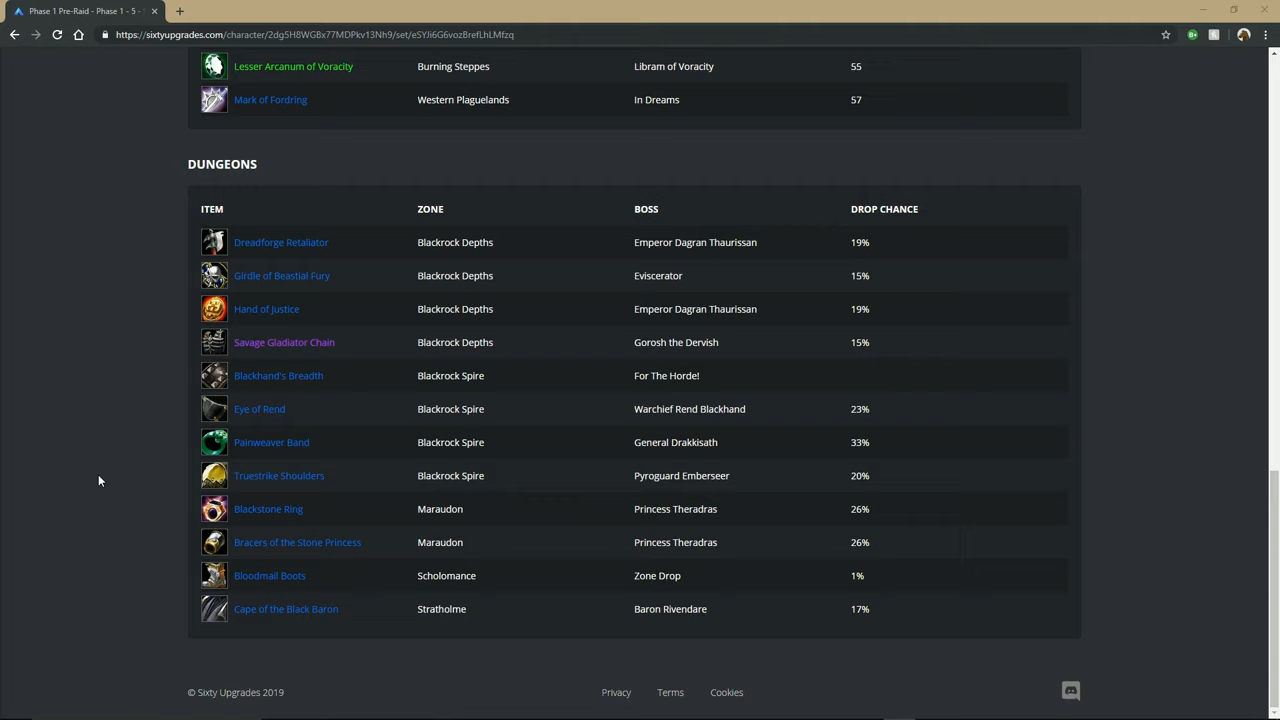 Phase 1 Pre-Raid - Phase 1 - 5 -
https://sixtyupgrades.com/character/2dg5H8WGBx77MDPkv13Nh9/set/eSYJi6G6vozBrefLhLMfzq
Lesser Arcanum of Voracity Burning Steppes Libram of Voracity 55
Mark of Fordring Western Plaguelands In Dreams 57
DUNGEONS
ITEM ZONE BOSS DROP CHANCE
Dreadforge Retaliator Blackrock Depths Emperor Dagran Thaurissan 19%
Girdle of Beastial Fury Blackrock Depths Eviscerator 15%
Hand of Justice Blackrock Depths Emperor Dagran Thaurissan 19%
Savage Gladiator Chain Blackrock Depths Gorosh the Dervish 15%
Blackhand's Breadth Blackrock Spire For The Horde!
Eye of Rend Blackrock Spire Warchief Rend Blackhand 23%
Painweaver Band Blackrock Spire General Drakkisath 33%
Truestrike Shoulders Blackrock Spire Pyroguard Emberseer 20%
Blackstone Ring Maraudon Princess Theradras 26%
Bracers of the Stone Princess Maraudon Princess Theradras 26%
Bloodmail Boots Scholomance Zone Drop 1%
Cape of the Black Baron Stratholme Baron Rivendare 17%
© Sixty Upgrades 2019 Privacy Terms Cookies